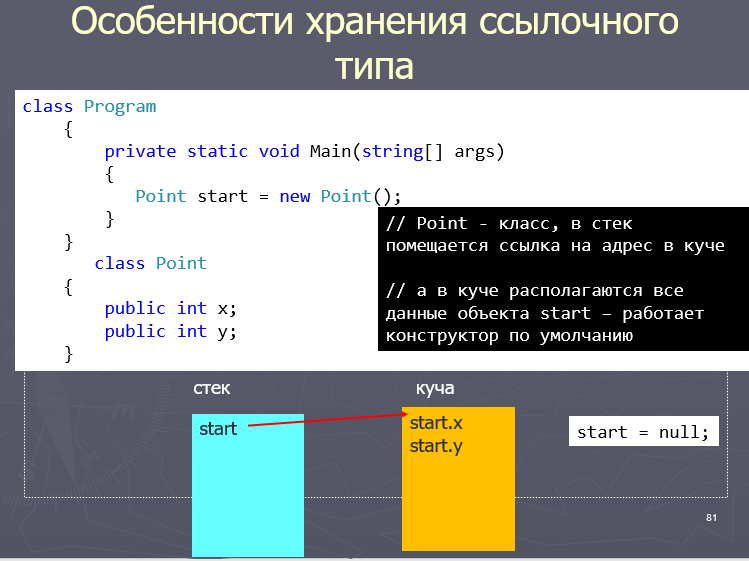 Особенности хранения ссылочного
типа
class Program
{
private static void Main(string[] args)
{
Point start = new Point();
}
}
class Point
{
public int x;
public int y;
}
// Point - класс, в стек
помещается ссылка на адрес в куче
// а в куче располагаются все
данные объекта start – работает
конструктор по умолчанию
стек
куча
start
start.x
start.y
start = null;
81